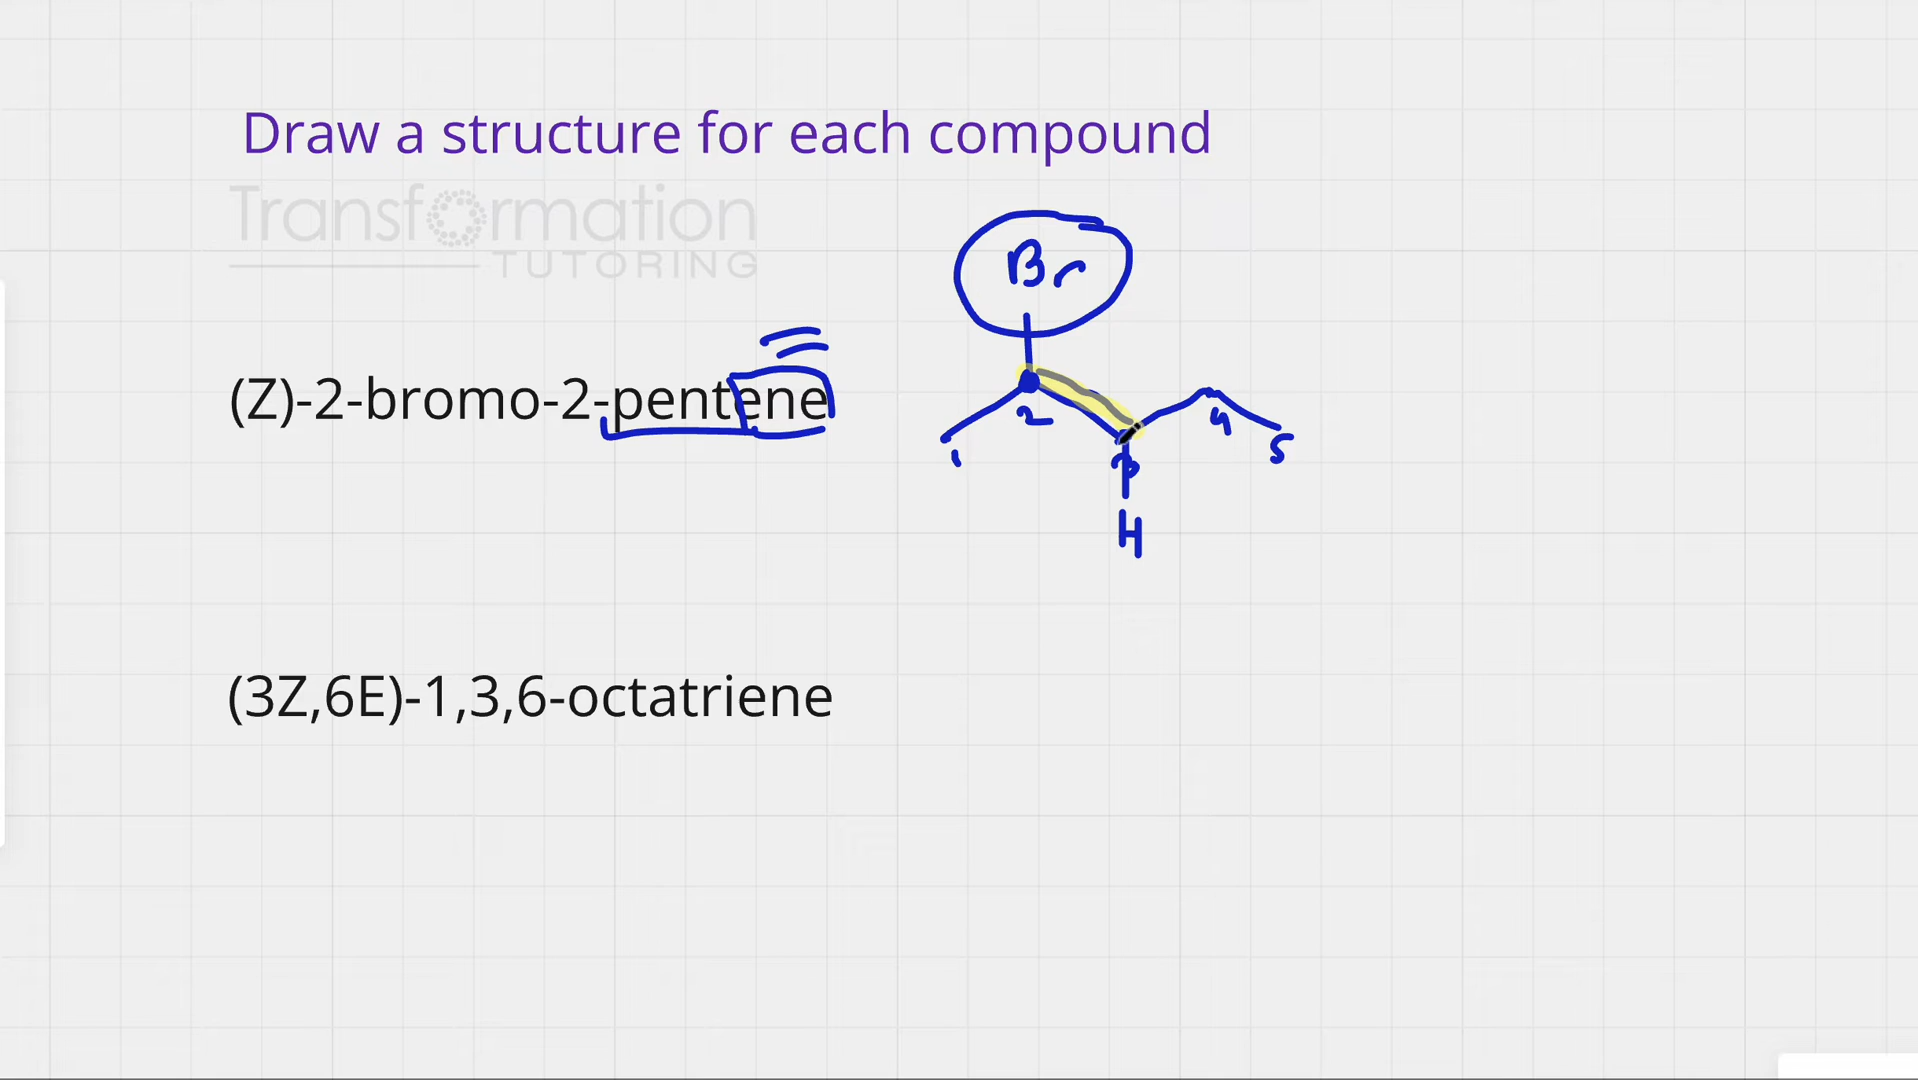 Draw a structure for each compound
Transformation
TUTORING
Br
(Z)-2-bromo-2-pentene
1
2
3
4
5
H
(3Z,6E)-1,3,6-octatriene